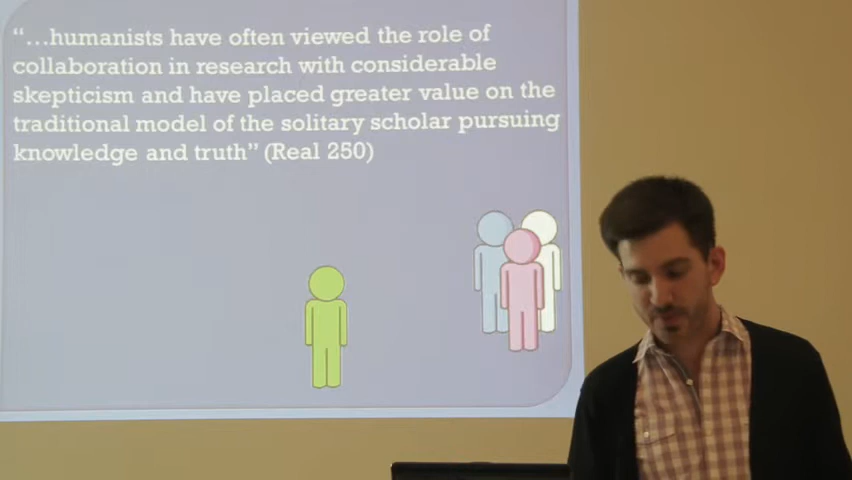 “…humanists have often viewed the role of
collaboration in research with considerable
skepticism and have placed greater value on the
traditional model of the solitary scholar pursuing
knowledge and truth” (Real 250)